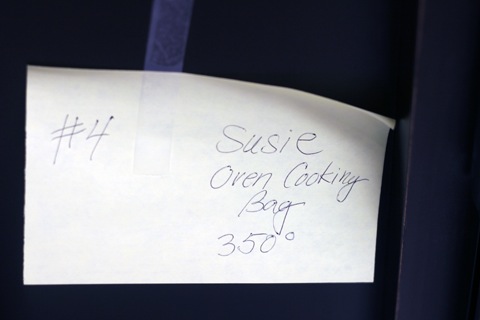 #4
Susie
Oven Cooking
Bag
350°